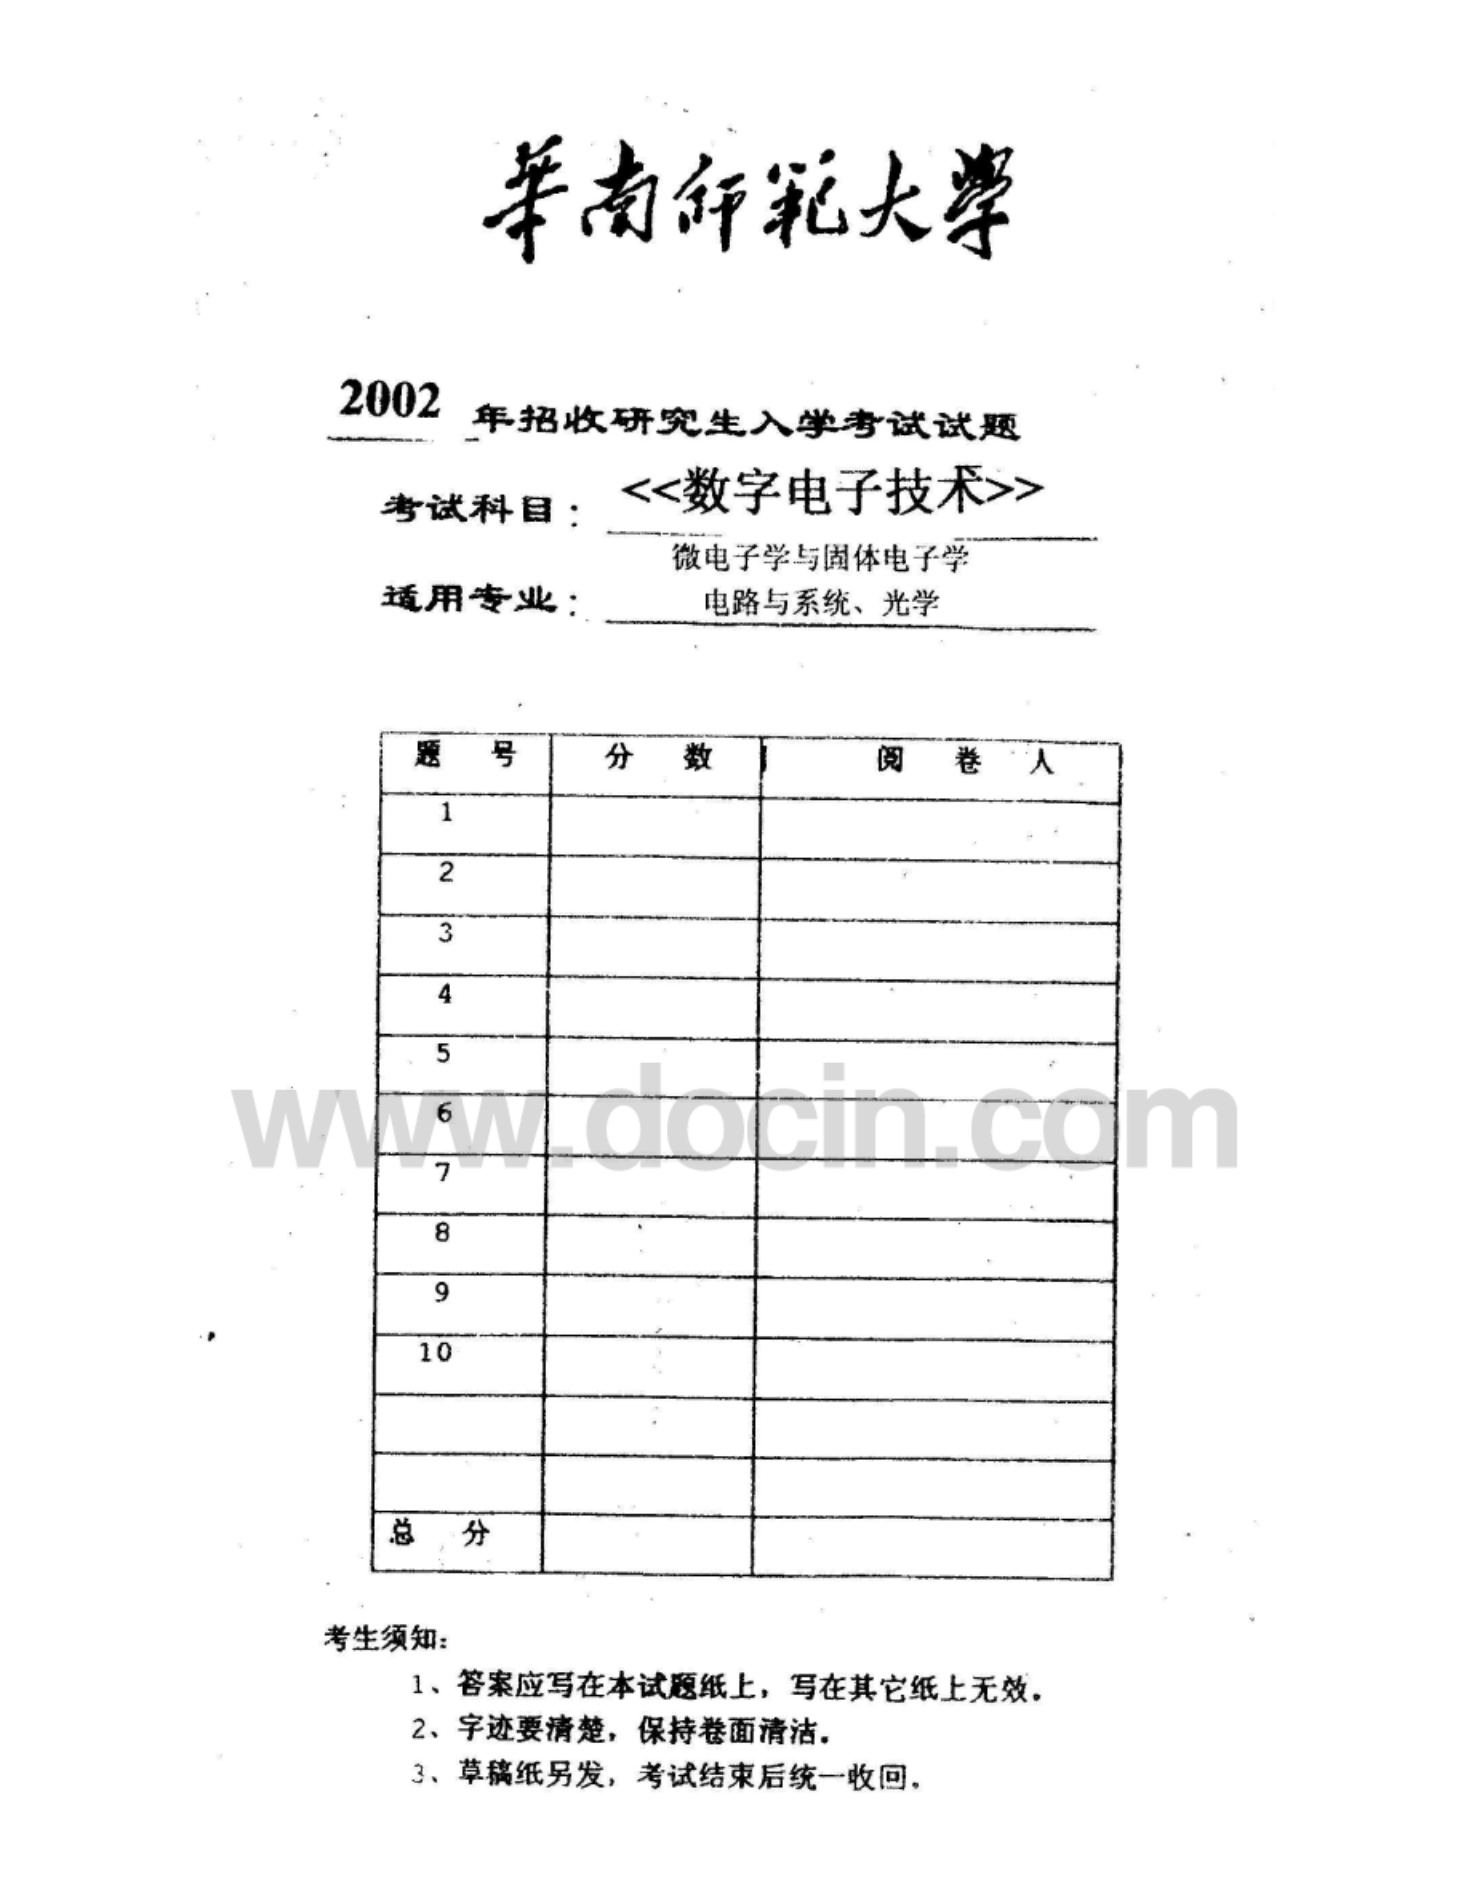 華南师範大學
2002 年招收研究生入学考试试题
考试科目： <<数字电子技术>>
微电子学与固体电子学
适用专业： 电路与系统、光学
题 号 分 数 阅 卷 人
1
2
3
4
5
6
7
8
9
10
总 分
www.docin.com
考生须知：
1、答案应写在本试题纸上，写在其它纸上无效。
2、字迹要清楚，保持卷面清洁。
3、草稿纸另发，考试结束后统一收回。